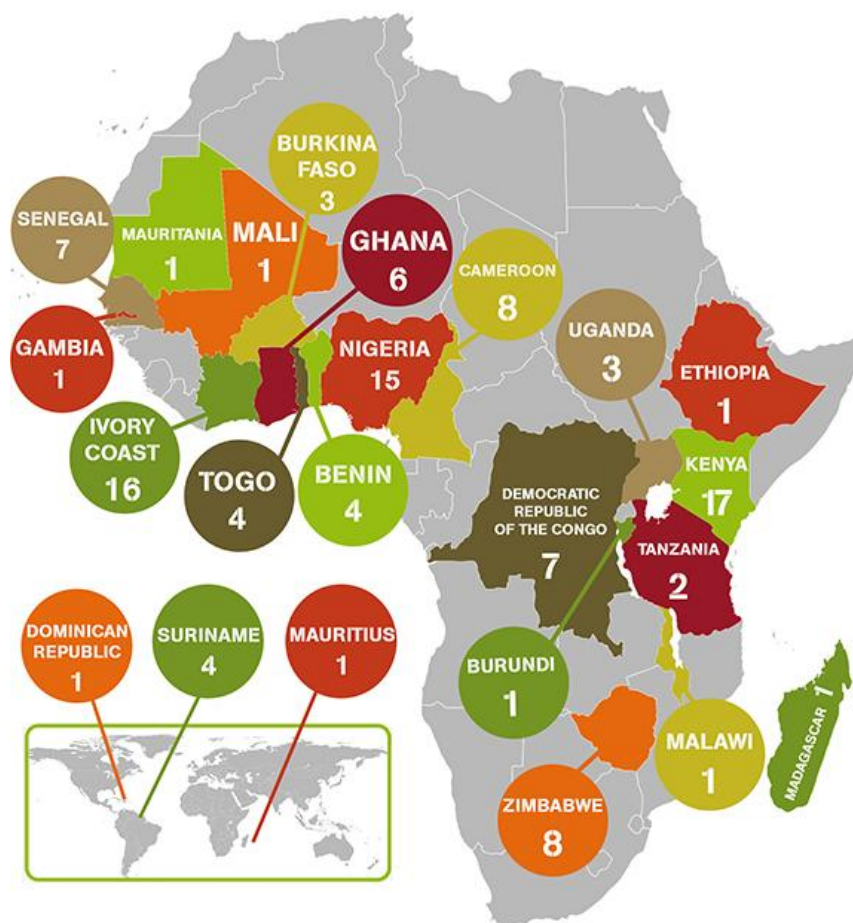 BURKINA
FASO
3
SENEGAL
7
MAURITANIA
1
MALI
1
GHANA
6
CAMEROON
8
GAMBIA
1
NIGERIA
15
UGANDA
3
ETHIOPIA
1
IVORY
COAST
16
TOGO
4
BENIN
4
KENYA
17
DEMOCRATIC
REPUBLIC
OF THE CONGO
7
TANZANIA
2
DOMINICAN
REPUBLIC
1
SURINAME
4
MAURITIUS
1
BURUNDI
1
MALAWI
1
MADAGASCAR 1
ZIMBABWE
8